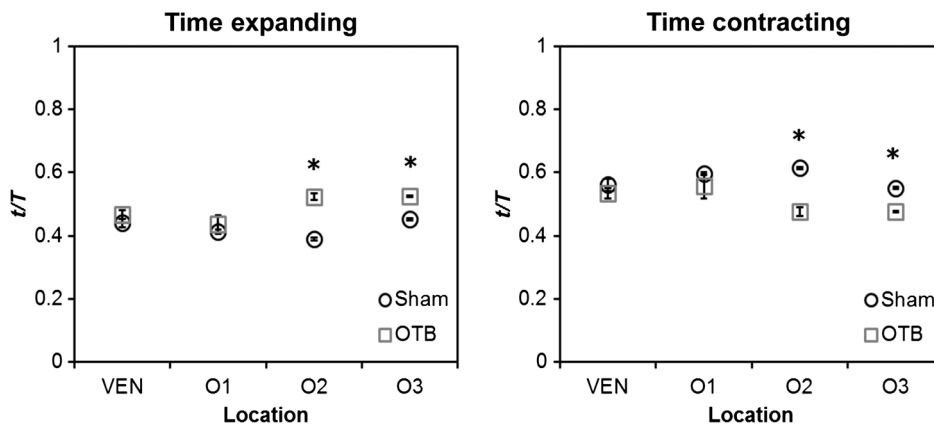 Time expanding
1
0.8
0.6
0.4
0.2
0
t/T
* *
Sham
OTB
VEN O1 O2 O3
Location
Time contracting
1
0.8
0.6
0.4
0.2
0
t/T
* *
Sham
OTB
VEN O1 O2 O3
Location